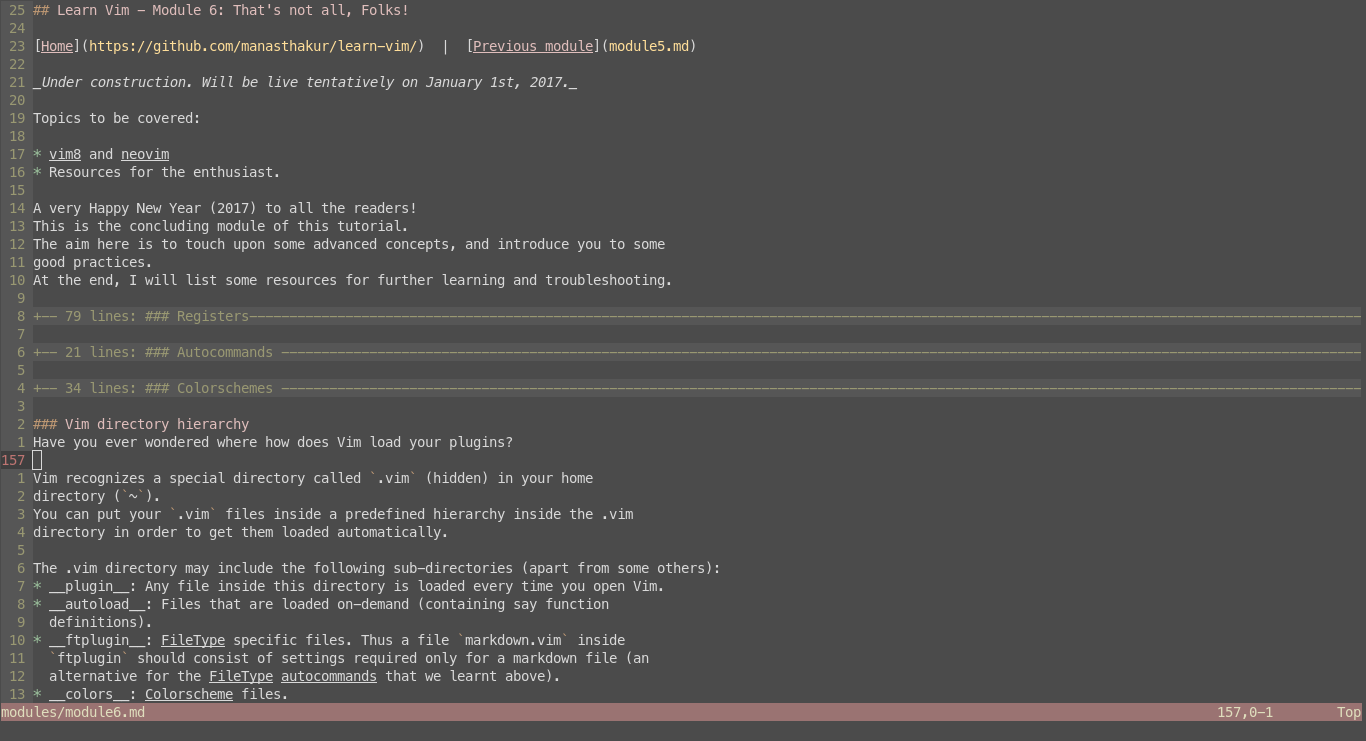 25 ## Learn Vim - Module 6: That's not all, Folks!
24
23 [Home](https://github.com/manasthakur/learn-vim/)  |  [Previous module](module5.md)
22
21 _Under construction. Will be live tentatively on January 1st, 2017._
20
19 Topics to be covered:
18
17 * vim8 and neovim
16 * Resources for the enthusiast.
15
14 A very Happy New Year (2017) to all the readers!
13 This is the concluding module of this tutorial.
12 The aim here is to touch upon some advanced concepts, and introduce you to some
11 good practices.
10 At the end, I will list some resources for further learning and troubleshooting.
9
8 +-- 79 lines: ### Registers
7
6 +-- 21 lines: ### Autocommands
5
4 +-- 34 lines: ### Colorschemes
3
2 ### Vim directory hierarchy
1 Have you ever wondered where how does Vim load your plugins?
157
1 Vim recognizes a special directory called `.vim` (hidden) in your home
2 directory (`~`).
3 You can put your `.vim` files inside a predefined hierarchy inside the .vim
4 directory in order to get them loaded automatically.
5
6 The .vim directory may include the following sub-directories (apart from some others):
7 * __plugin__: Any file inside this directory is loaded every time you open Vim.
8 * __autoload__: Files that are loaded on-demand (containing say function
9   definitions).
10 * __ftplugin__: FileType specific files. Thus a file `markdown.vim` inside
11   `ftplugin` should consist of settings required only for a markdown file (an
12   alternative for the FileType autocommands that we learnt above).
13 * __colors__: Colorscheme files.
modules/module6.md 157,0-1 Top